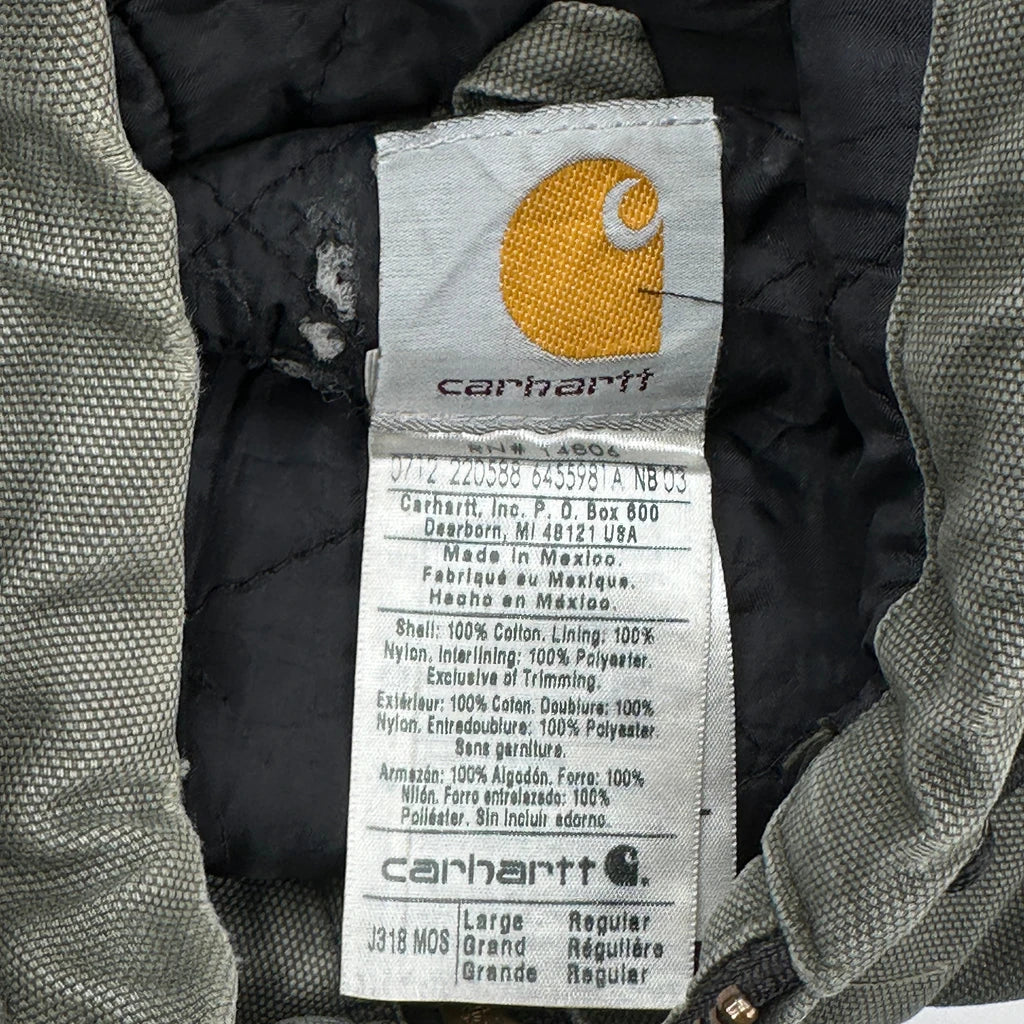 carhartt
RN# 14806
0712 220588 6455981A NB 03
Carhartt, Inc. P. O. Box 600
Dearborn, MI 48121 USA
Made in Mexico.
Fabriqué au Mexique.
Hecho en México.
Shell: 100% Cotton. Lining: 100%
Nylon. Interlining: 100% Polyester.
Exclusive of Trimming.
Extérieur: 100% Coton. Doublure: 100%
Nylon. Entredoublure: 100% Polyester.
Sans garniture.
Armazón: 100% Algodón. Forro: 100%
Nilón. Forro entrelazado: 100%
Poliéster. Sin incluir adorno.
carhartt
J318 MOS
Large Regular
Grand Régulière
Grande Regular